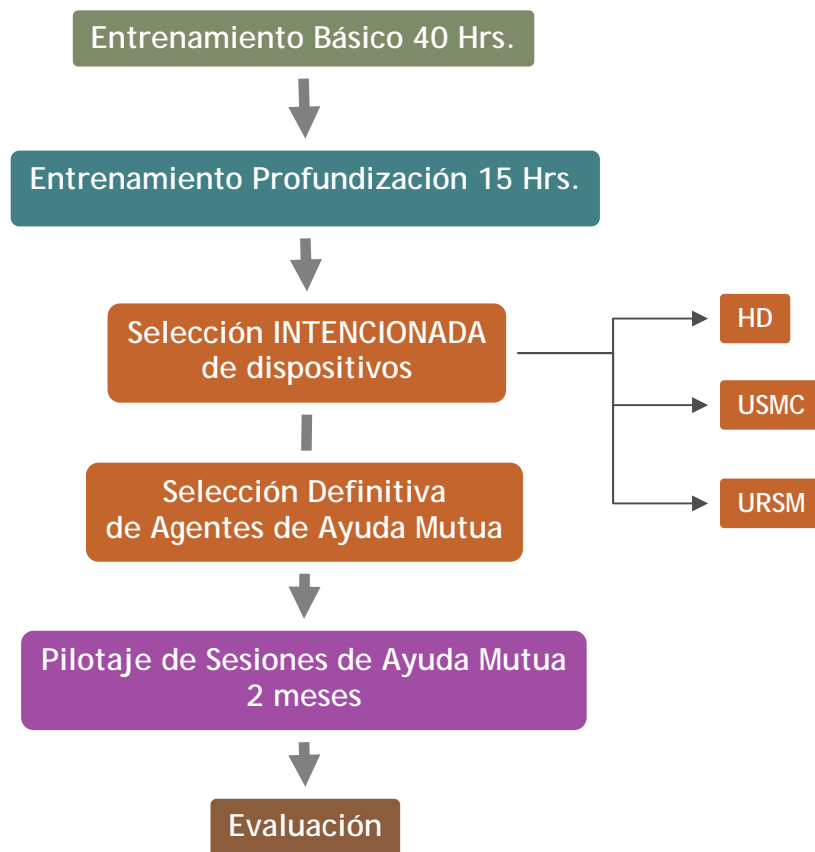 Entrenamiento Básico 40 Hrs.
Entrenamiento Profundización 15 Hrs.
Selección INTENCIONADA
de dispositivos
HD
USMC
URSM
Selección Definitiva
de Agentes de Ayuda Mutua
Pilotaje de Sesiones de Ayuda Mutua
2 meses
Evaluación